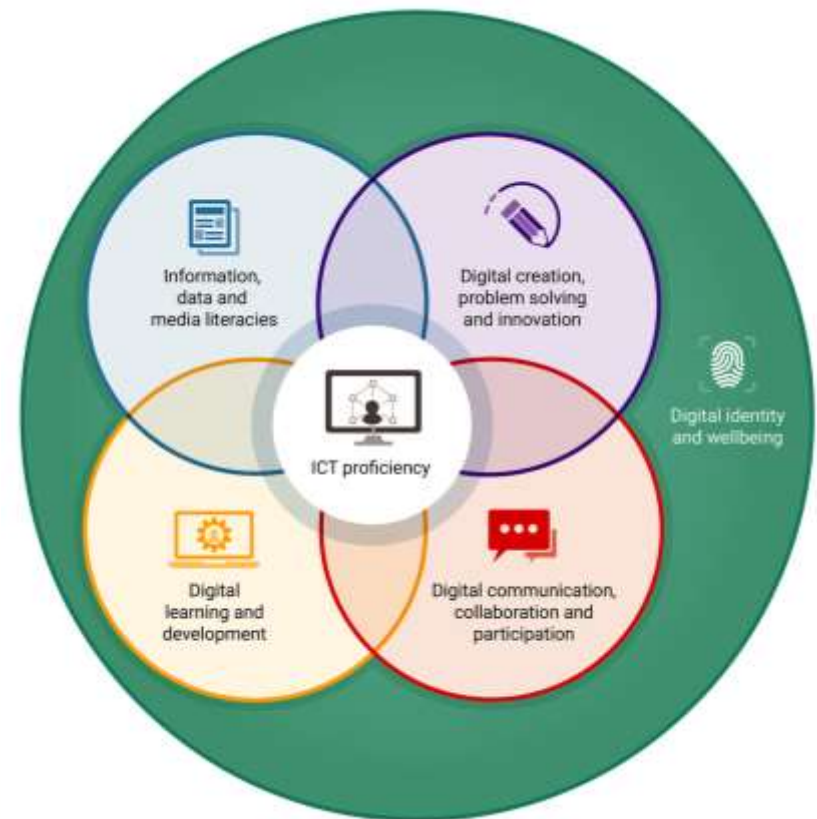 Information,
data and
media literacies
Digital creation,
problem solving
and innovation
Digital identity
and wellbeing
ICT proficiency
Digital
learning and
development
Digital communication,
collaboration and
participation